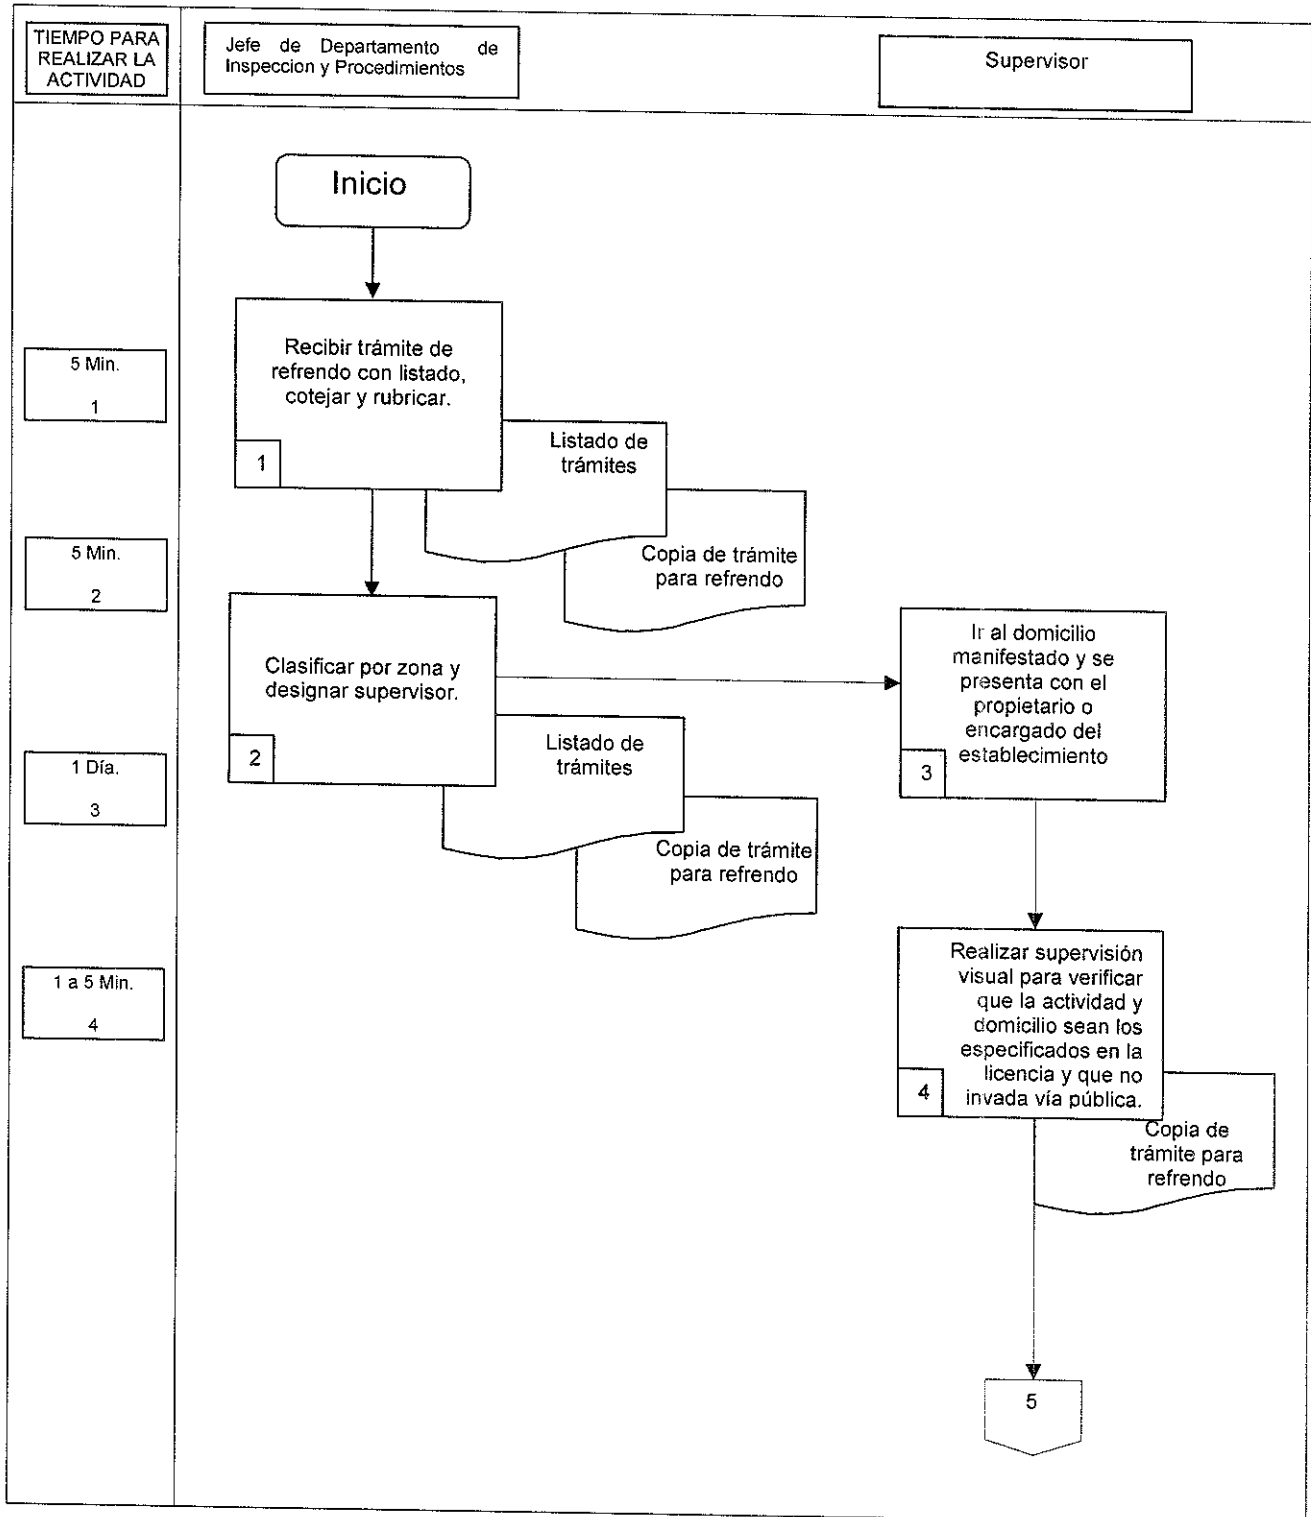 TIEMPO PARA
REALIZAR LA
ACTIVIDAD
Jefe de Departamento de
Inspeccion y Procedimientos
Supervisor
Inicio
5 Min.
1
Recibir trámite de
refrendo con listado,
cotejar y rubricar.
1
Listado de
trámites
Copia de trámite
para refrendo
5 Min.
2
Clasificar por zona y
designar supervisor.
2
Listado de
trámites
Copia de trámite
para refrendo
1 Día.
3
Ir al domicilio
manifestado y se
presenta con el
propietario o
encargado del
establecimiento
3
1 a 5 Min.
4
Realizar supervisión
visual para verificar
que la actividad y
domicilio sean los
especificados en la
licencia y que no
invada vía pública.
4
Copia de
trámite para
refrendo
5